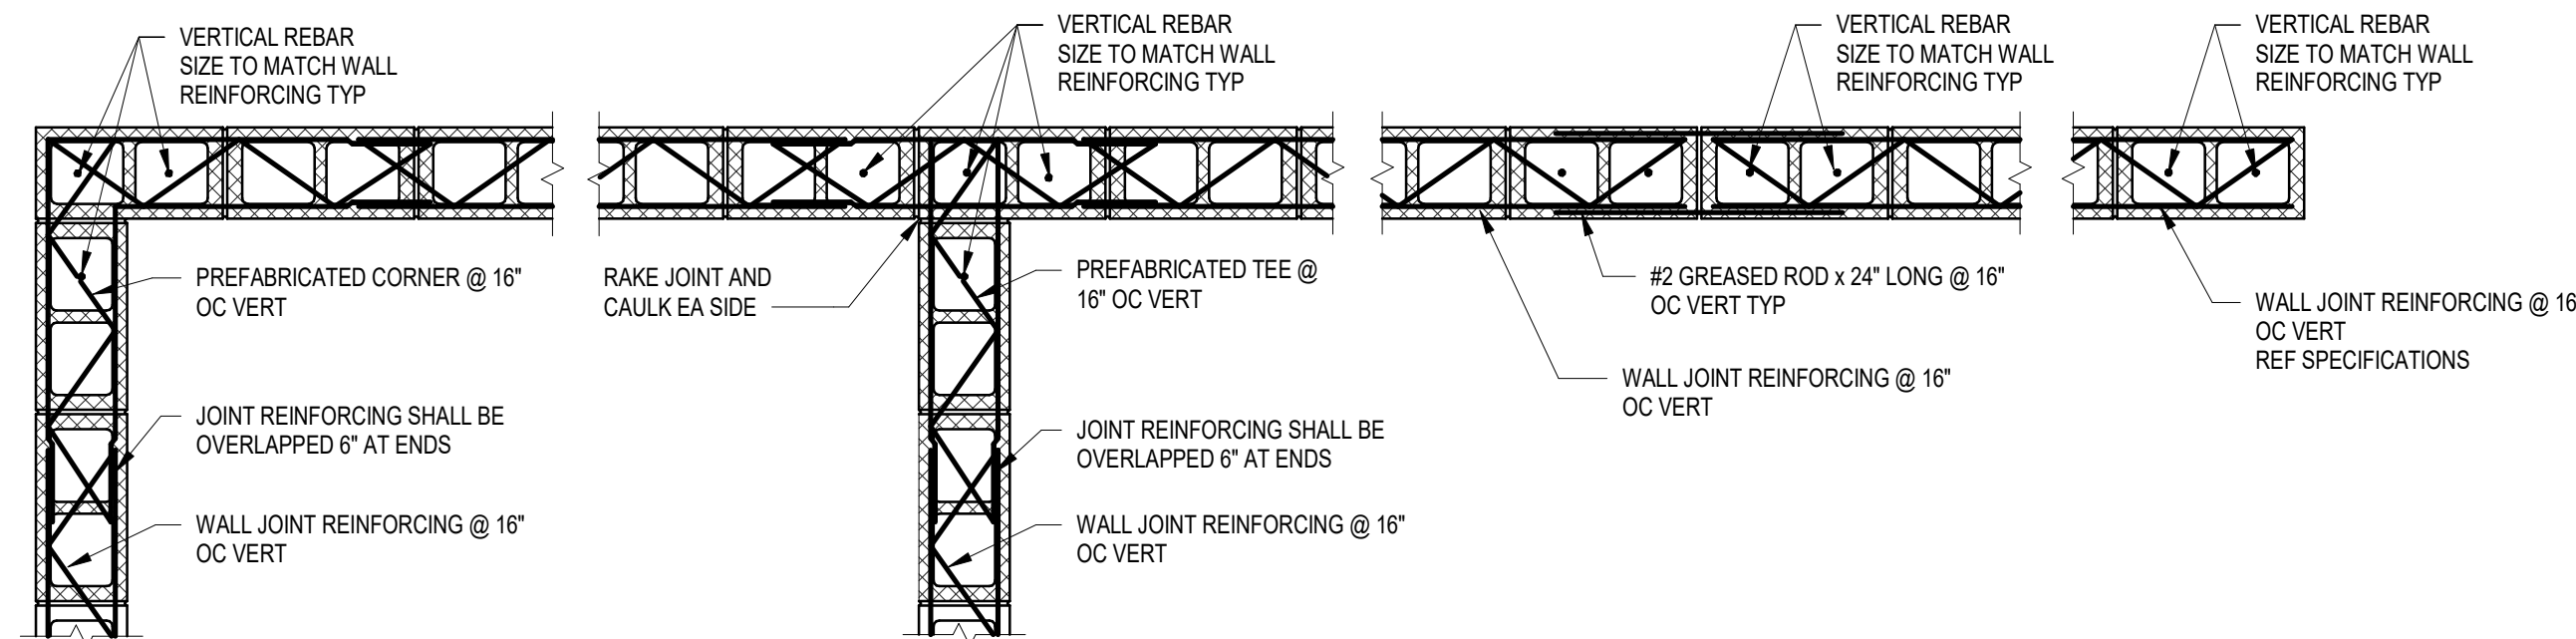 VERTICAL REBAR
SIZE TO MATCH WALL
REINFORCING TYP
PREFABRICATED CORNER @ 16"
OC VERT
JOINT REINFORCING SHALL BE
OVERLAPPED 6" AT ENDS
WALL JOINT REINFORCING @ 16"
OC VERT
VERTICAL REBAR
SIZE TO MATCH WALL
REINFORCING TYP
RAKE JOINT AND
CAULK EA SIDE
PREFABRICATED TEE @
16" OC VERT
JOINT REINFORCING SHALL BE
OVERLAPPED 6" AT ENDS
WALL JOINT REINFORCING @ 16"
OC VERT
VERTICAL REBAR
SIZE TO MATCH WALL
REINFORCING TYP
#2 GREASED ROD x 24" LONG @ 16"
OC VERT TYP
WALL JOINT REINFORCING @ 16"
OC VERT
VERTICAL REBAR
SIZE TO MATCH WALL
REINFORCING TYP
WALL JOINT REINFORCING @ 16
OC VERT
REF SPECIFICATIONS